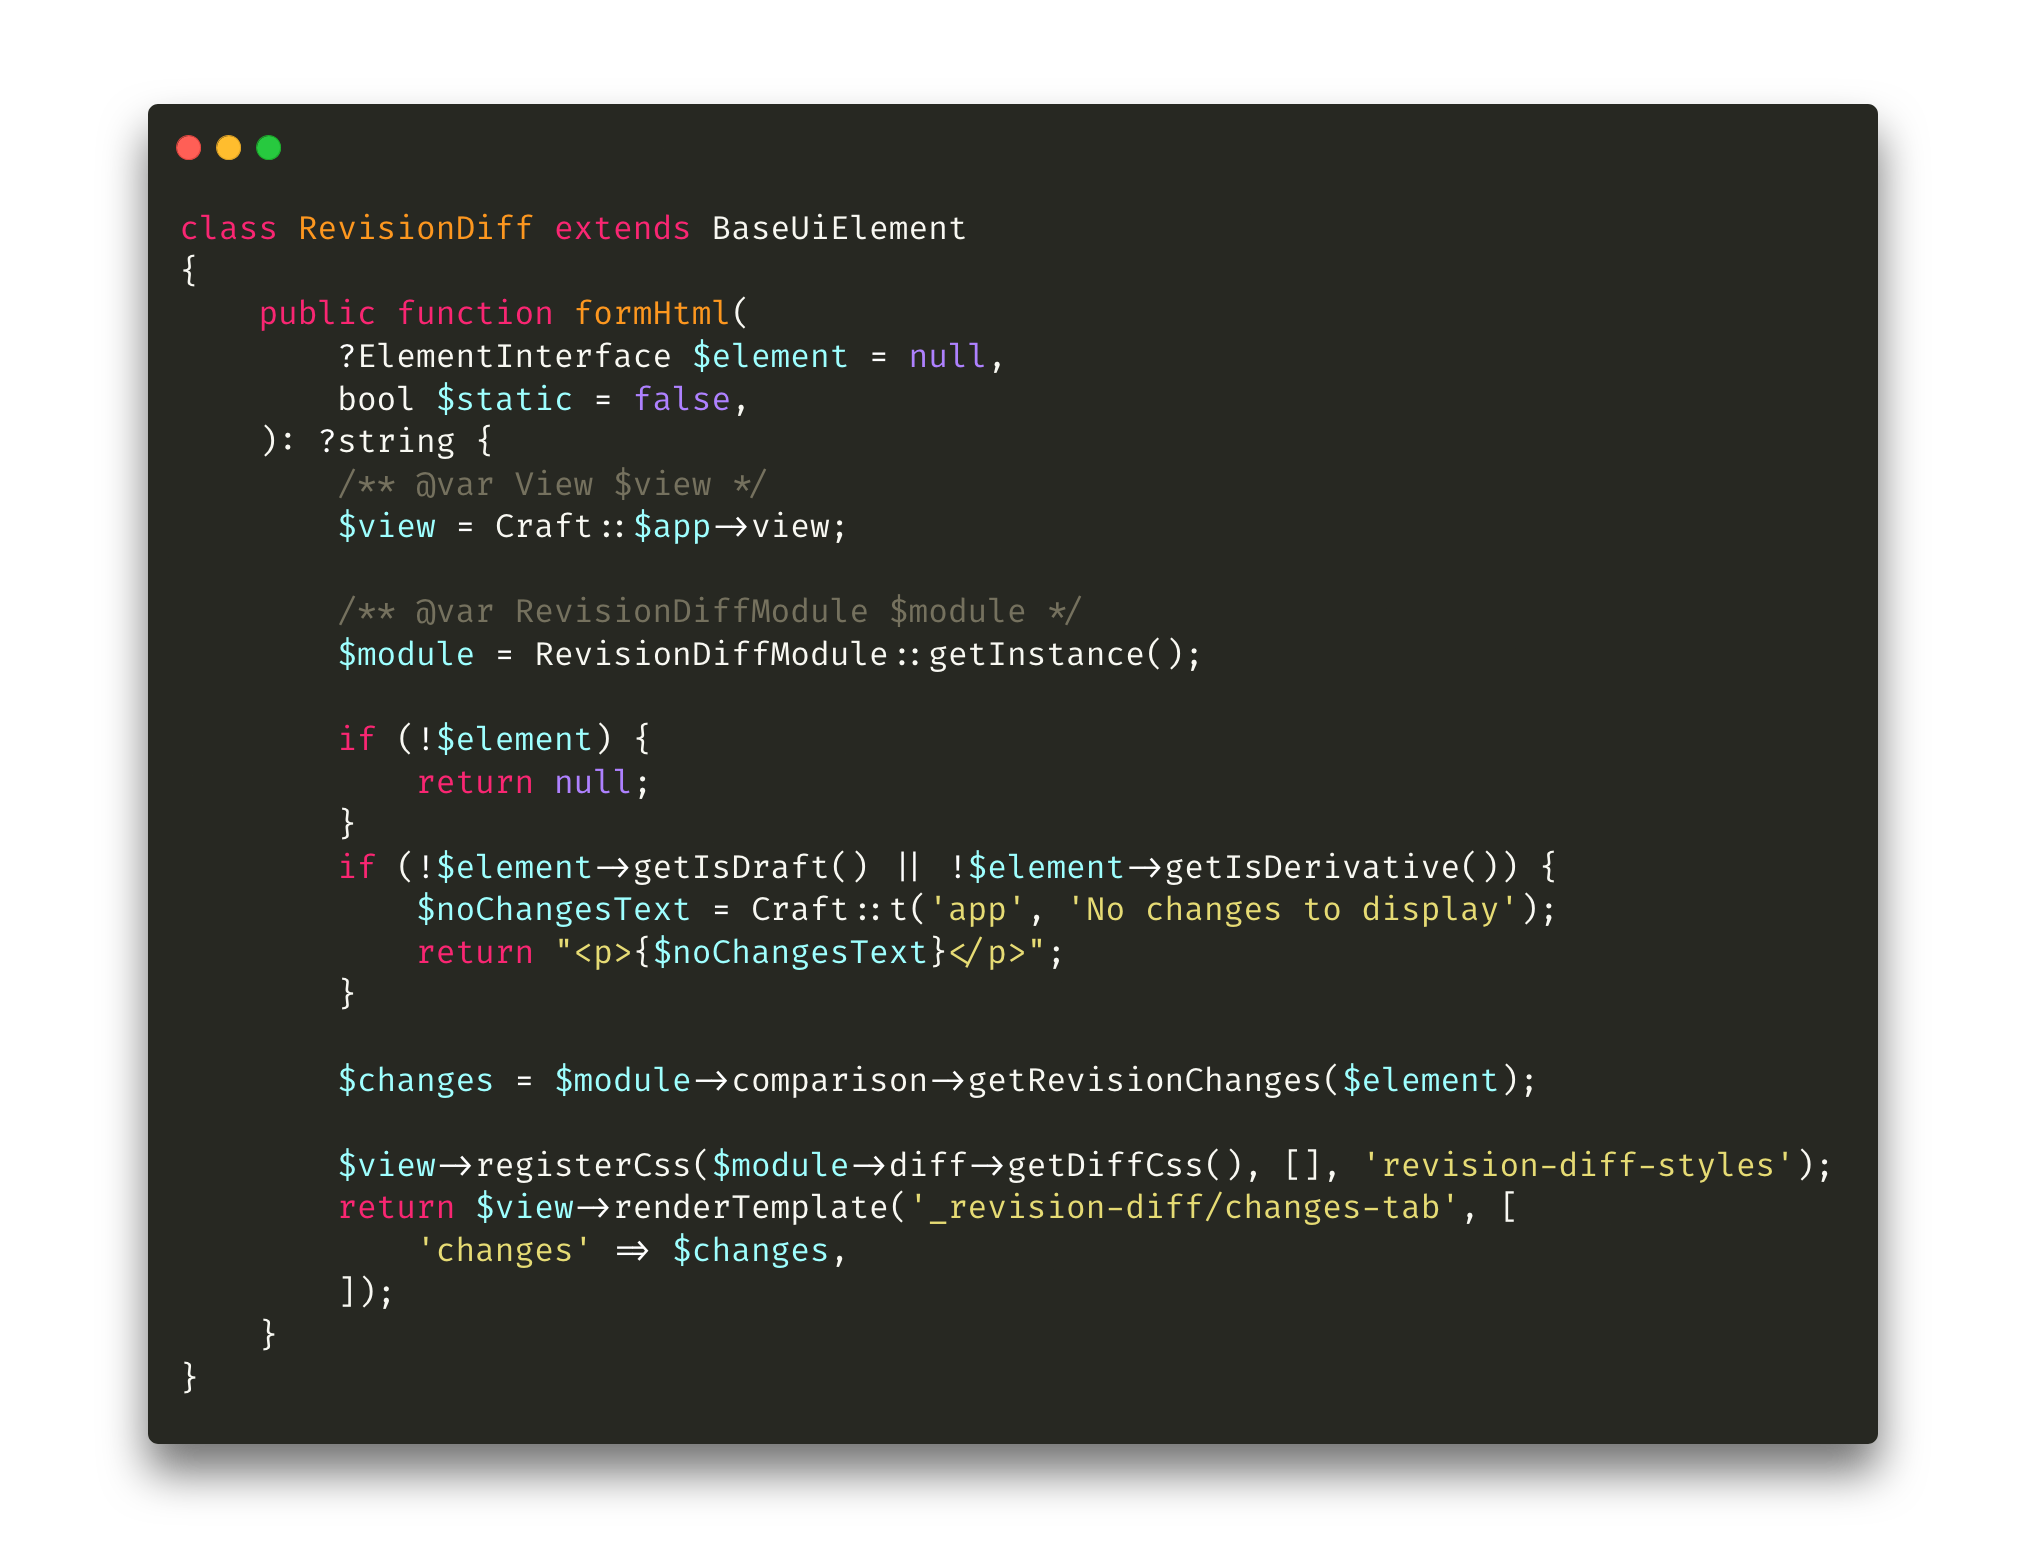 class RevisionDiff extends BaseUiElement
{
    public function formHtml(
        ?ElementInterface $element = null,
        bool $static = false,
    ): ?string {
        /** @var View $view */
        $view = Craft::$app->view;

        /** @var RevisionDiffModule $module */
        $module = RevisionDiffModule::getInstance();

        if (!$element) {
            return null;
        }
        if (!$element->getIsDraft() || !$element->getIsDerivative()) {
            $noChangesText = Craft::t('app', 'No changes to display');
            return "<p>{$noChangesText}</p>";
        }

        $changes = $module->comparison->getRevisionChanges($element);

        $view->registerCss($module->diff->getDiffCss(), [], 'revision-diff-styles');
        return $view->renderTemplate('_revision-diff/changes-tab', [
            'changes' => $changes,
        ]);
    }
}